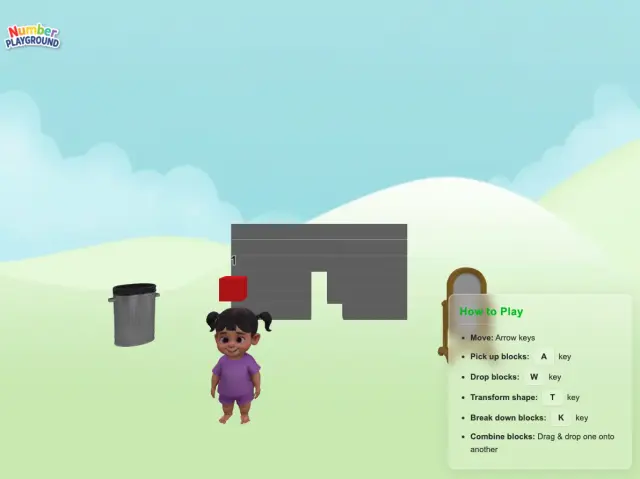 Number
PLAYGROUND
1
How to Play
• Move: Arrow keys
• Pick up blocks: A key
• Drop blocks: W key
• Transform shape: T key
• Break down blocks: K key
• Combine blocks: Drag & drop one onto
another